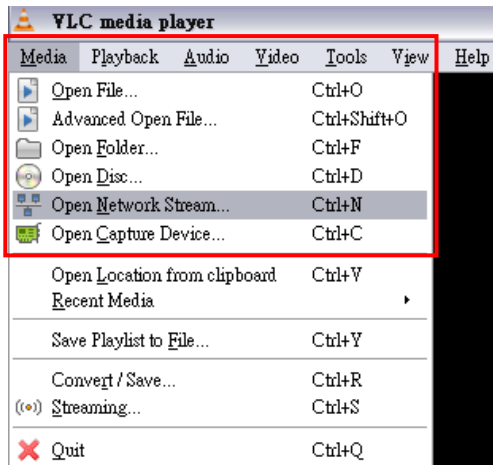 VLC media player
Media Playback Audio Video Tools View Help
Open File... Ctrl+O
Advanced Open File... Ctrl+Shift+O
Open Folder... Ctrl+F
Open Disc... Ctrl+D
Open Network Stream... Ctrl+N
Open Capture Device... Ctrl+C
Open Location from clipboard Ctrl+V
Recent Media
Save Playlist to File... Ctrl+Y
Convert / Save... Ctrl+R
Streaming... Ctrl+S
Quit Ctrl+Q